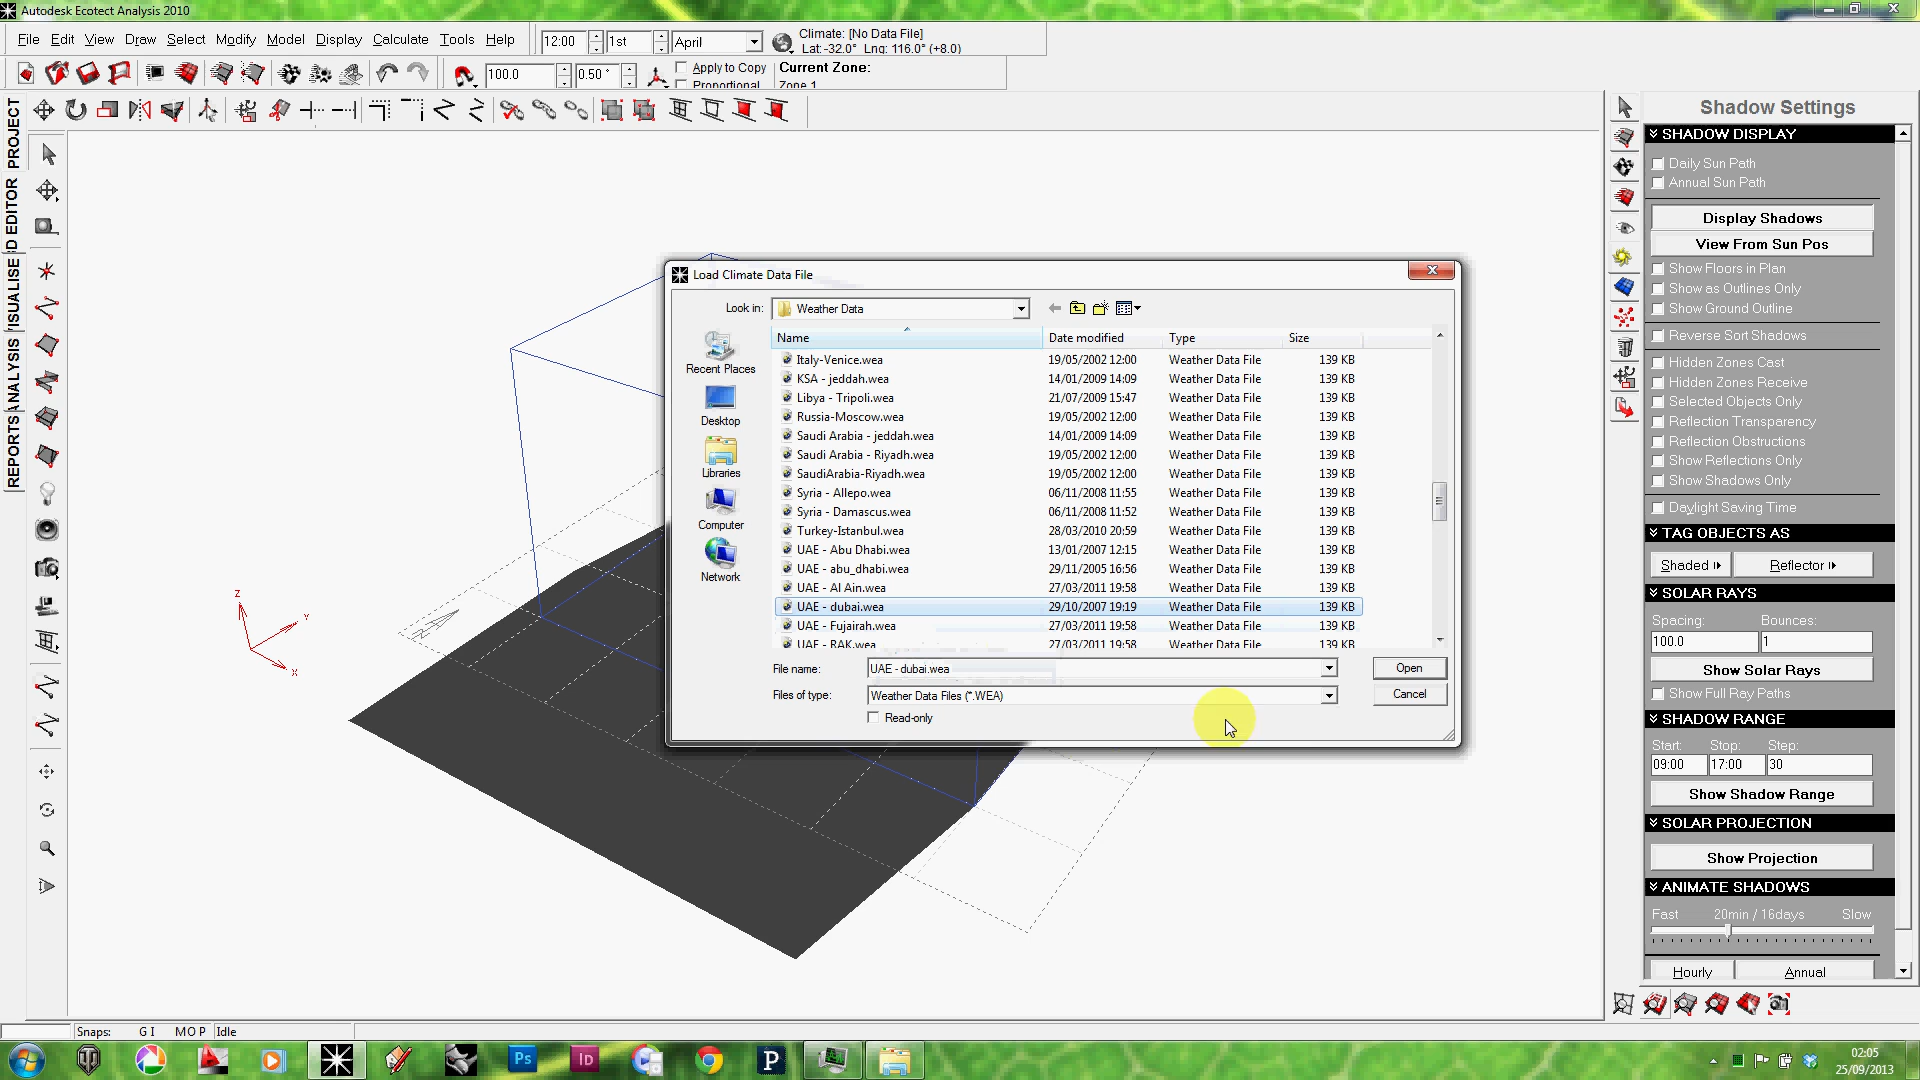 Autodesk Ecotect Analysis 2010
File Edit View Draw Select Modify Model Display Calculate Tools Help
12:00 1st April
Climate: [No Data File]
Lat: -32.0° Lng: 116.0° (+8.0)
100.0 0.50 °
Apply to Copy
Proportional
Current Zone:
Zone 1
PROJECT
3D EDITOR
VISUALISE
ANALYSIS
REPORTS
Z
Y
X
Load Climate Data File
Look in: Weather Data
Recent Places
Desktop
Libraries
Computer
Network
Name Date modified Type Size
Italy-Venice.wea 19/05/2002 12:00 Weather Data File 139 KB
KSA - jeddah.wea 14/01/2009 14:09 Weather Data File 139 KB
Libya - Tripoli.wea 21/07/2009 15:47 Weather Data File 139 KB
Russia-Moscow.wea 19/05/2002 12:00 Weather Data File 139 KB
Saudi Arabia - jeddah.wea 14/01/2009 14:09 Weather Data File 139 KB
Saudi Arabia - Riyadh.wea 19/05/2002 12:00 Weather Data File 139 KB
SaudiArabia-Riyadh.wea 19/05/2002 12:00 Weather Data File 139 KB
Syria - Allepo.wea 06/11/2008 11:55 Weather Data File 139 KB
Syria - Damascus.wea 06/11/2008 11:52 Weather Data File 139 KB
Turkey-Istanbul.wea 28/03/2010 20:59 Weather Data File 139 KB
UAE - Abu Dhabi.wea 13/01/2007 12:15 Weather Data File 139 KB
UAE - abu_dhabi.wea 29/11/2005 16:56 Weather Data File 139 KB
UAE - Al Ain.wea 27/03/2011 19:58 Weather Data File 139 KB
UAE - dubai.wea 29/10/2007 19:19 Weather Data File 139 KB
UAE - Fujairah.wea 27/03/2011 19:58 Weather Data File 139 KB
UAE - RAK.wea 27/03/2011 19:58 Weather Data File 139 KB
File name: UAE - dubai.wea Open
Files of type: Weather Data Files (*.WEA) Cancel
Read-only
Shadow Settings
SHADOW DISPLAY
Daily Sun Path
Annual Sun Path
Display Shadows
View From Sun Pos
Show Floors in Plan
Show as Outlines Only
Show Ground Outline
Reverse Sort Shadows
Hidden Zones Cast
Hidden Zones Receive
Selected Objects Only
Reflection Transparency
Reflection Obstructions
Show Reflections Only
Show Shadows Only
Daylight Saving Time
TAG OBJECTS AS
Shaded Reflector
SOLAR RAYS
Spacing: Bounces:
100.0 1
Show Solar Rays
Show Full Ray Paths
SHADOW RANGE
Start: Stop: Step:
09:00 17:00 30
Show Shadow Range
SOLAR PROJECTION
Show Projection
ANIMATE SHADOWS
Fast 20min / 16days Slow
Hourly Annual
Snaps: G I M O P Idle
Ps Id P
02:05
25/09/2013